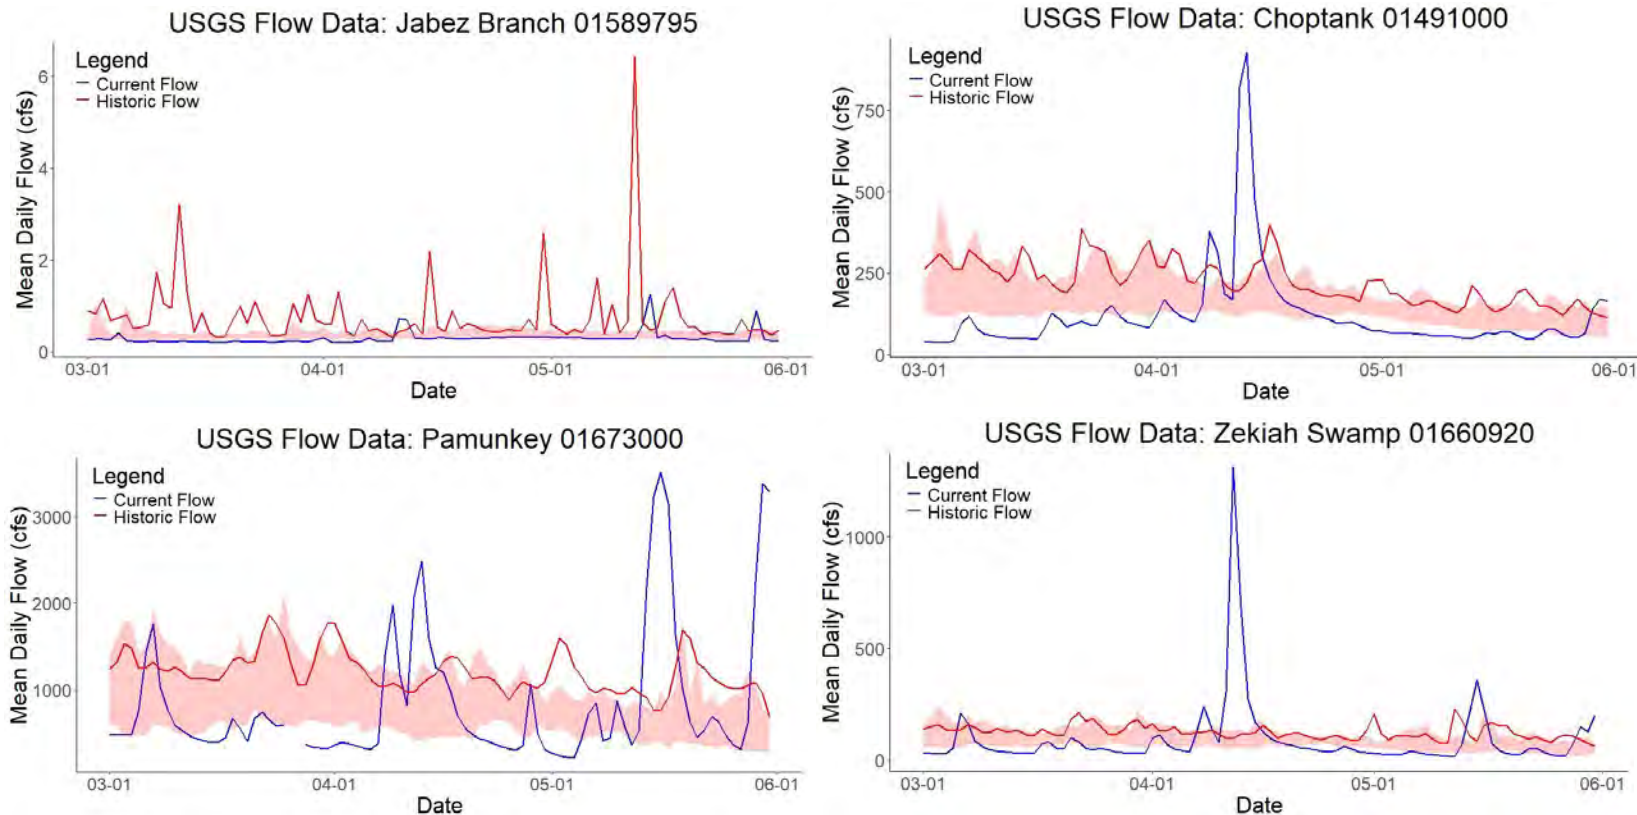 USGS Flow Data: Jabez Branch 01589795
Legend
Current Flow
Historic Flow
Mean Daily Flow (cfs)
6
4
2
0
03-01
04-01
05-01
06-01
Date
USGS Flow Data: Choptank 01491000
Legend
Current Flow
Historic Flow
Mean Daily Flow (cfs)
750
500
250
0
03-01
04-01
05-01
06-01
Date
USGS Flow Data: Pamunkey 01673000
Legend
Current Flow
Historic Flow
Mean Daily Flow (cfs)
3000
2000
1000
03-01
04-01
05-01
06-01
Date
USGS Flow Data: Zekiah Swamp 01660920
Legend
Current Flow
Historic Flow
Mean Daily Flow (cfs)
1000
500
0
03-01
04-01
05-01
06-01
Date